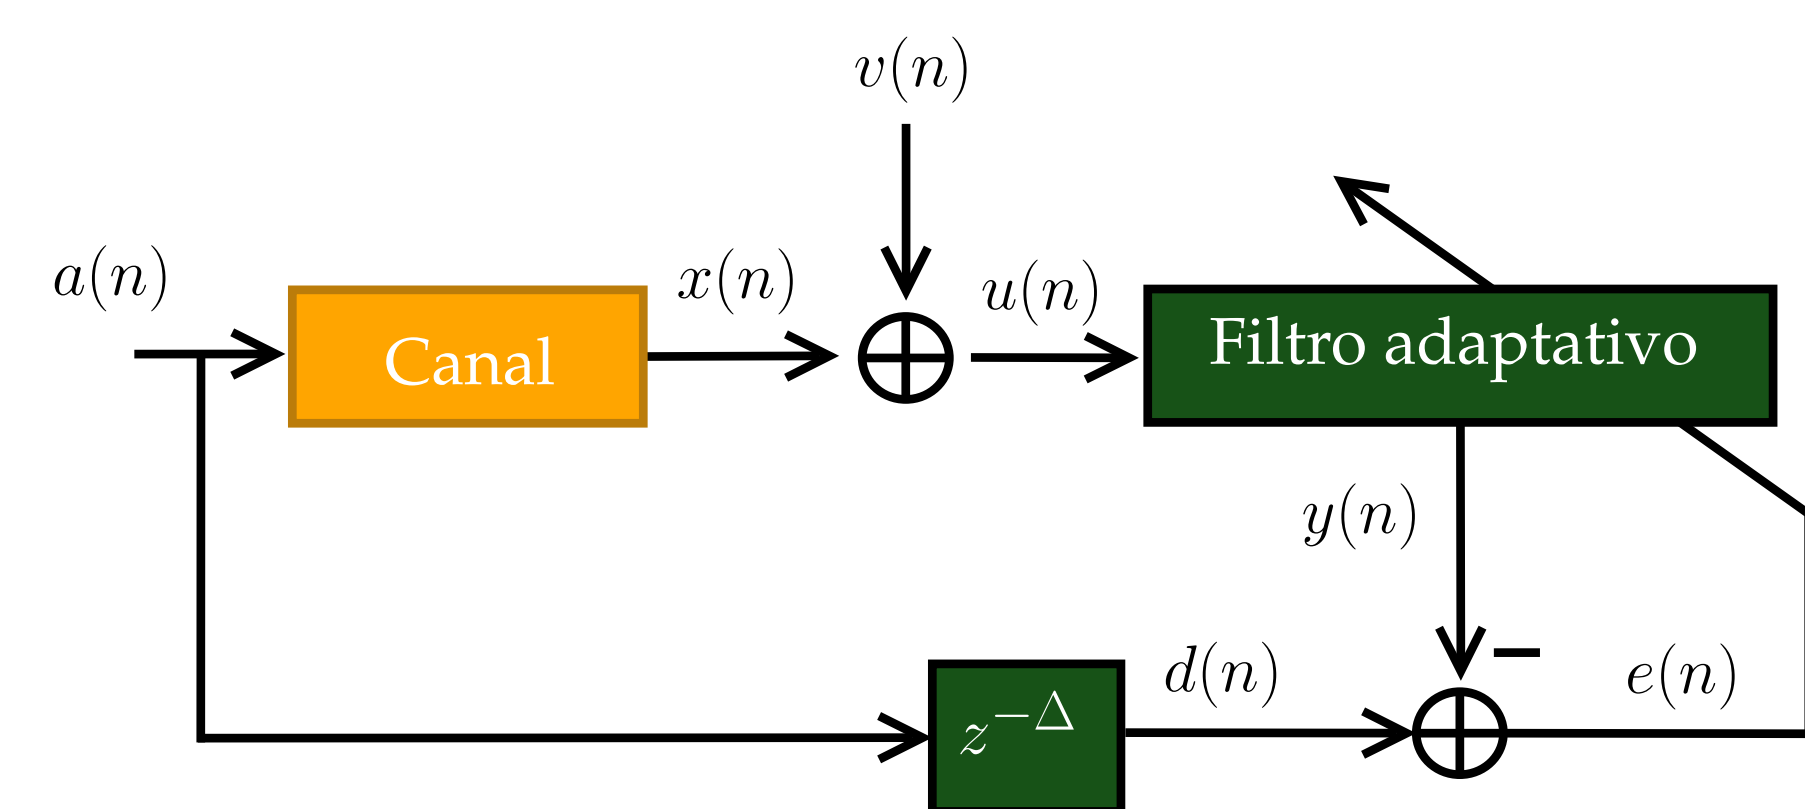 v(n)
a(n)
x(n)
u(n)
Canal
Filtro adaptativo
y(n)
−
d(n)
e(n)
z^{-Δ}